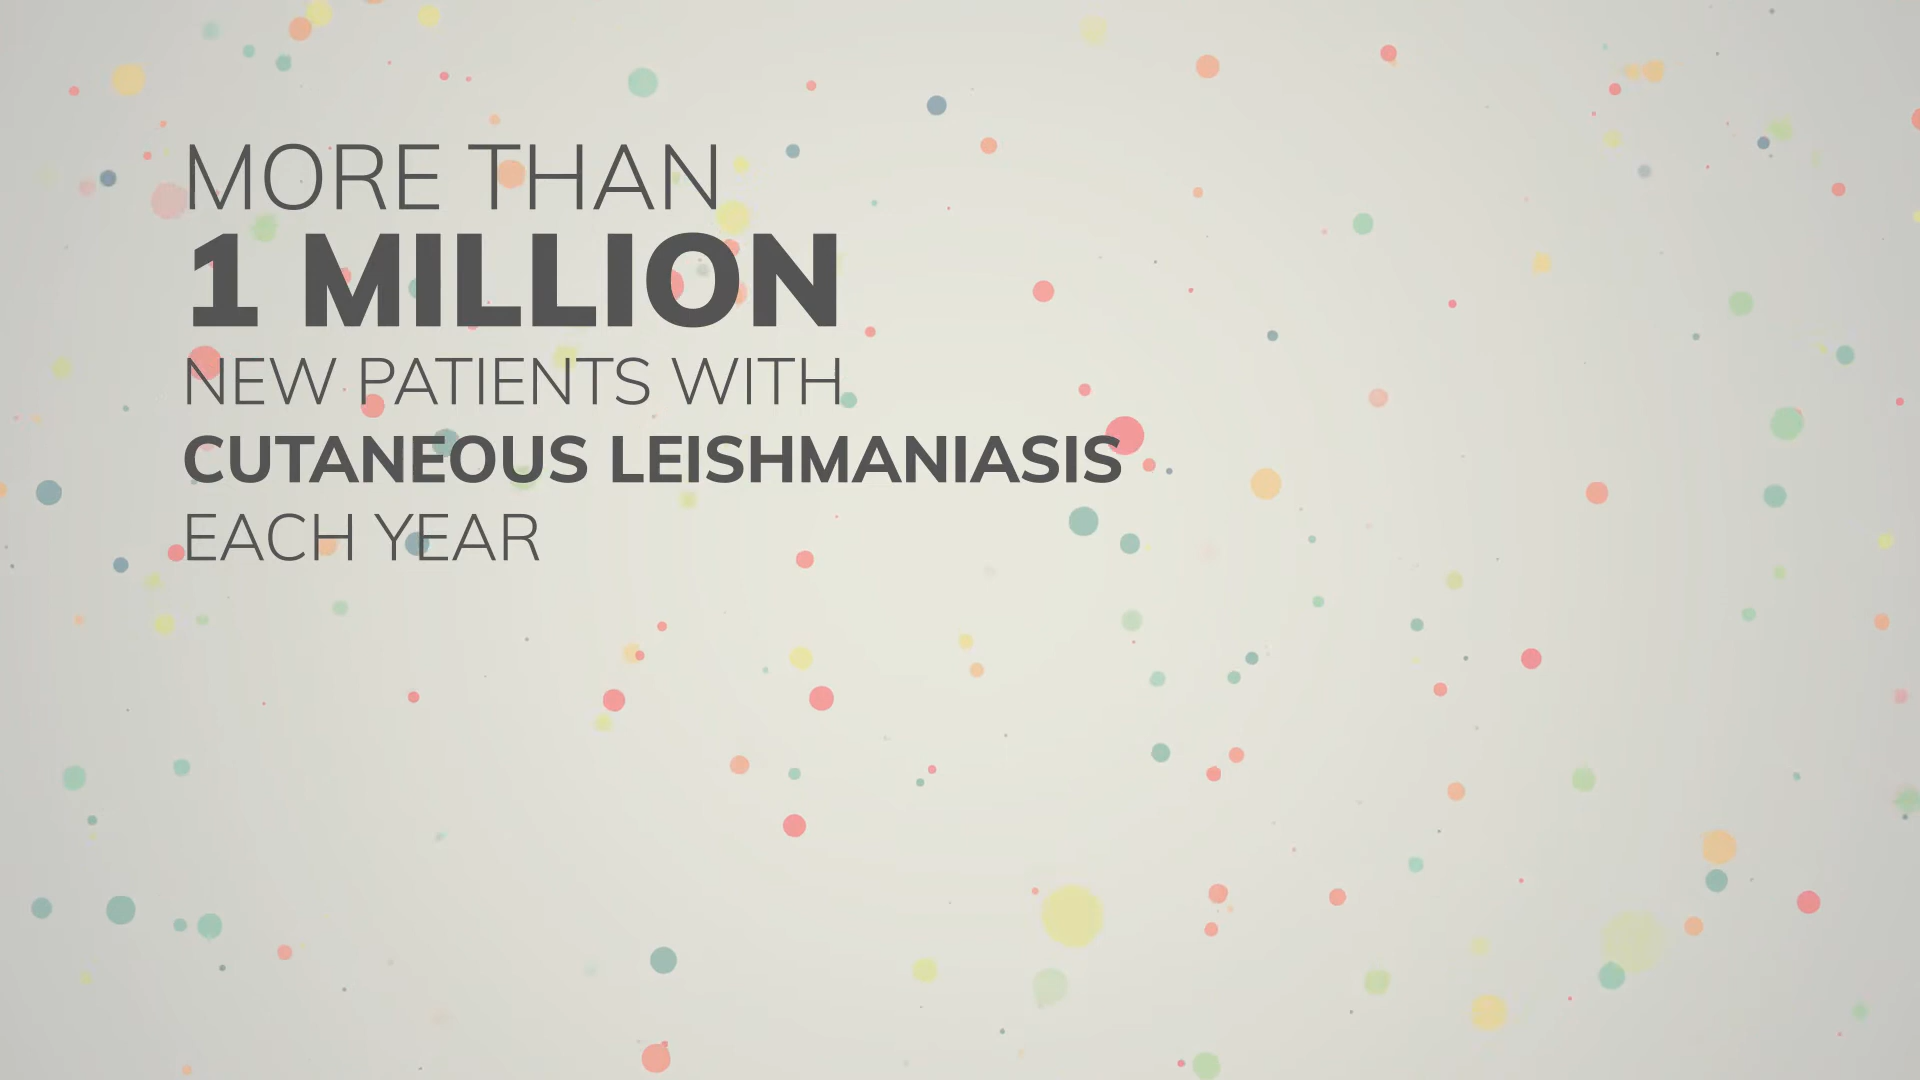 MORE THAN
1 MILLION
NEW PATIENTS WITH
CUTANEOUS LEISHMANIASIS
EACH YEAR